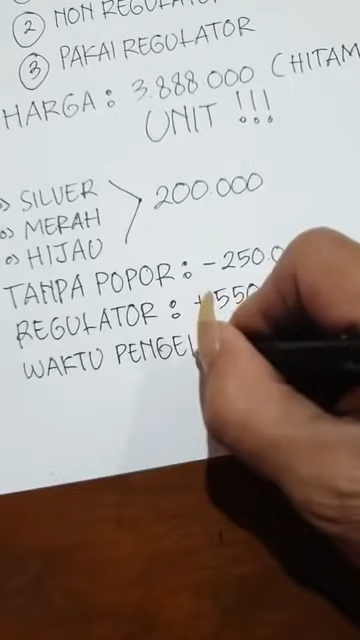 ② NON REGULATOR
③ PAKAI REGULATOR
HARGA : 3.888.000 (HITAM
UNIT !!!
o) SILVER
o) MERAH
o) HIJAU
200.000
TANPA POPOR : -250.0
REGULATOR : +550
WAKTU PENGE